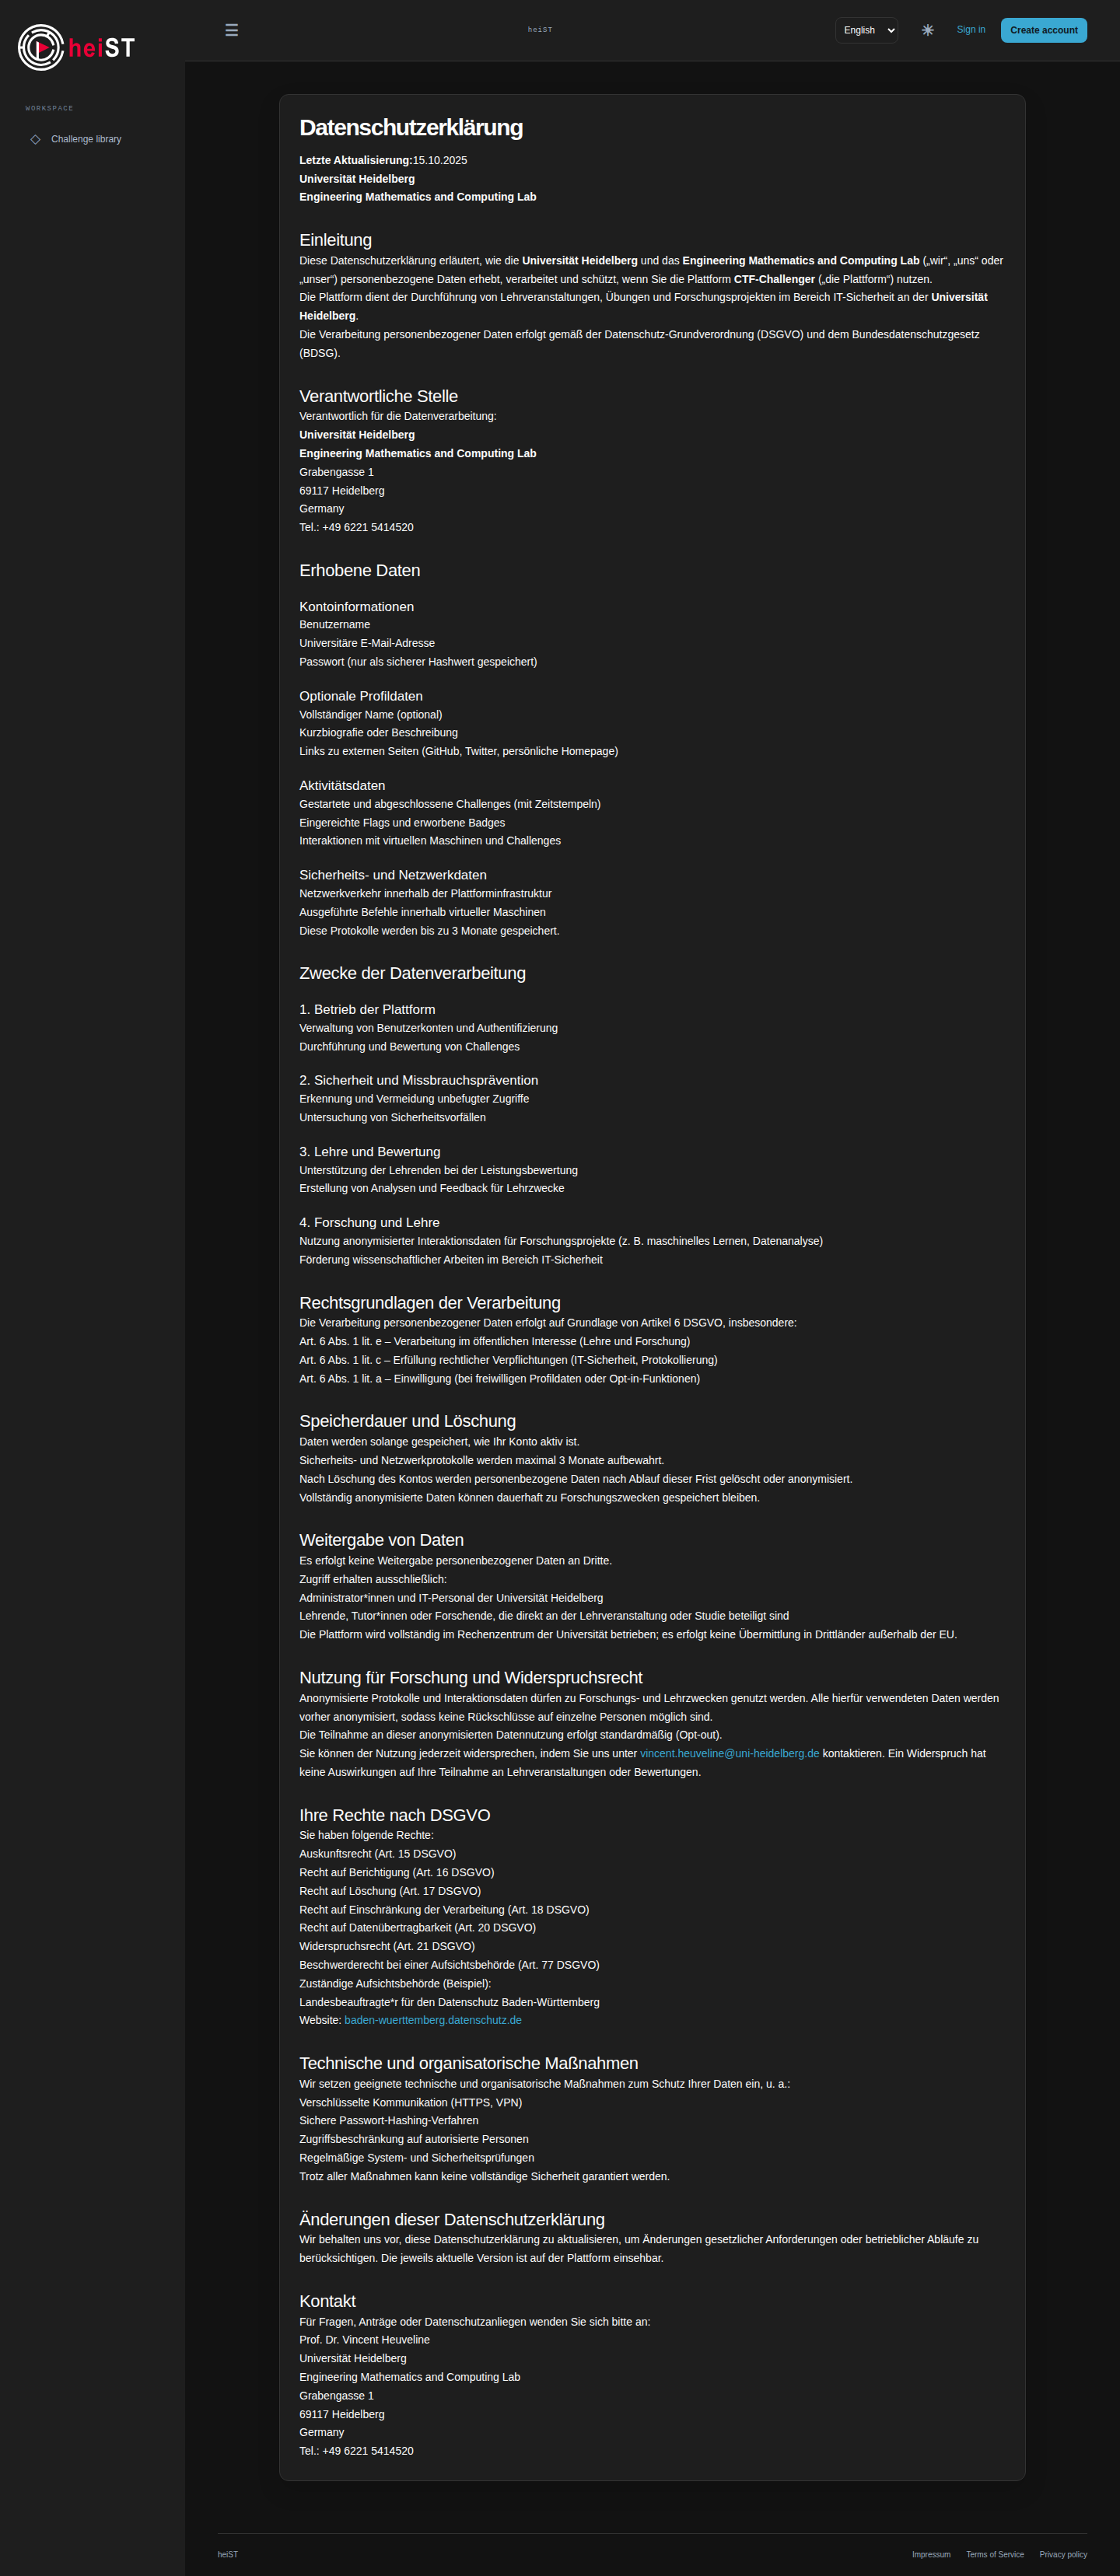 heiST
☰
heiST
English
Sign in
Create account
WORKSPACE
Challenge library
Datenschutzerklärung
Letzte Aktualisierung:15.10.2025
Universität Heidelberg
Engineering Mathematics and Computing Lab
Einleitung
Diese Datenschutzerklärung erläutert, wie die Universität Heidelberg und das Engineering Mathematics and Computing Lab („wir“, „uns“ oder
„unser“) personenbezogene Daten erhebt, verarbeitet und schützt, wenn Sie die Plattform CTF-Challenger („die Plattform“) nutzen.
Die Plattform dient der Durchführung von Lehrveranstaltungen, Übungen und Forschungsprojekten im Bereich IT-Sicherheit an der Universität
Heidelberg.
Die Verarbeitung personenbezogener Daten erfolgt gemäß der Datenschutz-Grundverordnung (DSGVO) und dem Bundesdatenschutzgesetz
(BDSG).
Verantwortliche Stelle
Verantwortlich für die Datenverarbeitung:
Universität Heidelberg
Engineering Mathematics and Computing Lab
Grabengasse 1
69117 Heidelberg
Germany
Tel.: +49 6221 5414520
Erhobene Daten
Kontoinformationen
Benutzername
Universitäre E-Mail-Adresse
Passwort (nur als sicherer Hashwert gespeichert)
Optionale Profildaten
Vollständiger Name (optional)
Kurzbiografie oder Beschreibung
Links zu externen Seiten (GitHub, Twitter, persönliche Homepage)
Aktivitätsdaten
Gestartete und abgeschlossene Challenges (mit Zeitstempeln)
Eingereichte Flags und erworbene Badges
Interaktionen mit virtuellen Maschinen und Challenges
Sicherheits- und Netzwerkdaten
Netzwerkverkehr innerhalb der Plattforminfrastruktur
Ausgeführte Befehle innerhalb virtueller Maschinen
Diese Protokolle werden bis zu 3 Monate gespeichert.
Zwecke der Datenverarbeitung
1. Betrieb der Plattform
Verwaltung von Benutzerkonten und Authentifizierung
Durchführung und Bewertung von Challenges
2. Sicherheit und Missbrauchsprävention
Erkennung und Vermeidung unbefugter Zugriffe
Untersuchung von Sicherheitsvorfällen
3. Lehre und Bewertung
Unterstützung der Lehrenden bei der Leistungsbewertung
Erstellung von Analysen und Feedback für Lehrzwecke
4. Forschung und Lehre
Nutzung anonymisierter Interaktionsdaten für Forschungsprojekte (z. B. maschinelles Lernen, Datenanalyse)
Förderung wissenschaftlicher Arbeiten im Bereich IT-Sicherheit
Rechtsgrundlagen der Verarbeitung
Die Verarbeitung personenbezogener Daten erfolgt auf Grundlage von Artikel 6 DSGVO, insbesondere:
Art. 6 Abs. 1 lit. e – Verarbeitung im öffentlichen Interesse (Lehre und Forschung)
Art. 6 Abs. 1 lit. c – Erfüllung rechtlicher Verpflichtungen (IT-Sicherheit, Protokollierung)
Art. 6 Abs. 1 lit. a – Einwilligung (bei freiwilligen Profildaten oder Opt-in-Funktionen)
Speicherdauer und Löschung
Daten werden solange gespeichert, wie Ihr Konto aktiv ist.
Sicherheits- und Netzwerkprotokolle werden maximal 3 Monate aufbewahrt.
Nach Löschung des Kontos werden personenbezogene Daten nach Ablauf dieser Frist gelöscht oder anonymisiert.
Vollständig anonymisierte Daten können dauerhaft zu Forschungszwecken gespeichert bleiben.
Weitergabe von Daten
Es erfolgt keine Weitergabe personenbezogener Daten an Dritte.
Zugriff erhalten ausschließlich:
Administrator*innen und IT-Personal der Universität Heidelberg
Lehrende, Tutor*innen oder Forschende, die direkt an der Lehrveranstaltung oder Studie beteiligt sind
Die Plattform wird vollständig im Rechenzentrum der Universität betrieben; es erfolgt keine Übermittlung in Drittländer außerhalb der EU.
Nutzung für Forschung und Widerspruchsrecht
Anonymisierte Protokolle und Interaktionsdaten dürfen zu Forschungs- und Lehrzwecken genutzt werden. Alle hierfür verwendeten Daten werden
vorher anonymisiert, sodass keine Rückschlüsse auf einzelne Personen möglich sind.
Die Teilnahme an dieser anonymisierten Datennutzung erfolgt standardmäßig (Opt-out).
Sie können der Nutzung jederzeit widersprechen, indem Sie uns unter vincent.heuveline@uni-heidelberg.de kontaktieren. Ein Widerspruch hat
keine Auswirkungen auf Ihre Teilnahme an Lehrveranstaltungen oder Bewertungen.
Ihre Rechte nach DSGVO
Sie haben folgende Rechte:
Auskunftsrecht (Art. 15 DSGVO)
Recht auf Berichtigung (Art. 16 DSGVO)
Recht auf Löschung (Art. 17 DSGVO)
Recht auf Einschränkung der Verarbeitung (Art. 18 DSGVO)
Recht auf Datenübertragbarkeit (Art. 20 DSGVO)
Widerspruchsrecht (Art. 21 DSGVO)
Beschwerderecht bei einer Aufsichtsbehörde (Art. 77 DSGVO)
Zuständige Aufsichtsbehörde (Beispiel):
Landesbeauftragte*r für den Datenschutz Baden-Württemberg
Website: baden-wuerttemberg.datenschutz.de
Technische und organisatorische Maßnahmen
Wir setzen geeignete technische und organisatorische Maßnahmen zum Schutz Ihrer Daten ein, u. a.:
Verschlüsselte Kommunikation (HTTPS, VPN)
Sichere Passwort-Hashing-Verfahren
Zugriffsbeschränkung auf autorisierte Personen
Regelmäßige System- und Sicherheitsprüfungen
Trotz aller Maßnahmen kann keine vollständige Sicherheit garantiert werden.
Änderungen dieser Datenschutzerklärung
Wir behalten uns vor, diese Datenschutzerklärung zu aktualisieren, um Änderungen gesetzlicher Anforderungen oder betrieblicher Abläufe zu
berücksichtigen. Die jeweils aktuelle Version ist auf der Plattform einsehbar.
Kontakt
Für Fragen, Anträge oder Datenschutzanliegen wenden Sie sich bitte an:
Prof. Dr. Vincent Heuveline
Universität Heidelberg
Engineering Mathematics and Computing Lab
Grabengasse 1
69117 Heidelberg
Germany
Tel.: +49 6221 5414520
heiST
Impressum
Terms of Service
Privacy policy